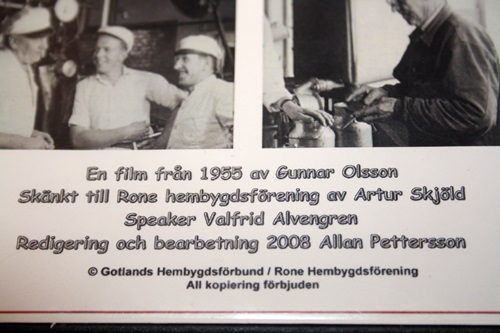 En film från 1955 av Gunnar Olsson
Skänkt till Rone hembygdsförening av Artur Skjöld
Speaker Valfrid Alvengren
Redigering och bearbetning 2008 Allan Pettersson
© Gotlands Hembygdsförbund / Rone Hembygdsförening
All kopiering förbjuden